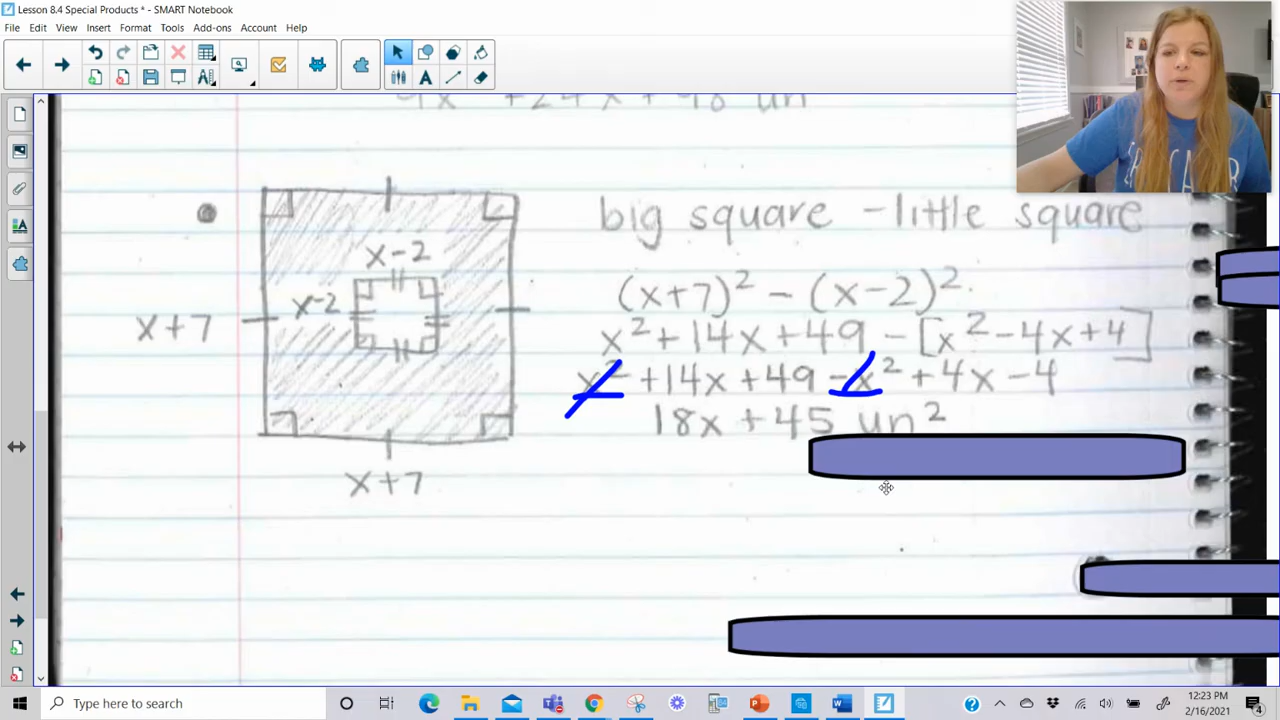 Lesson 8.4 Special Products * - SMART Notebook
File Edit View Insert Format Tools Add-ons Account Help
big square - little square
x-2
x-2
x+7
x+7
(x+7)² - (x-2)²
x² + 14x + 49 - [x² - 4x + 4]
x² + 14x + 49 - x² + 4x - 4
18x + 45 un²
Type here to search
12:23 PM
2/16/2021
4